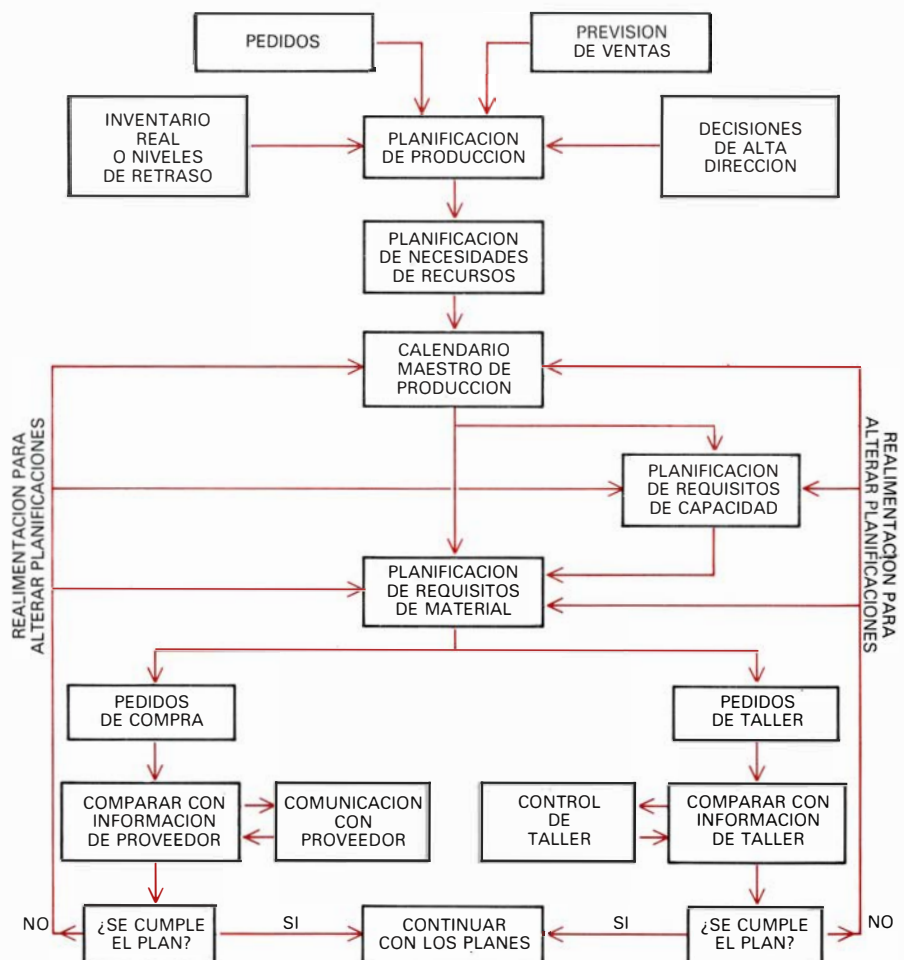 PEDIDOS
PREVISION
DE VENTAS
INVENTARIO
REAL
O NIVELES
DE RETRASO
PLANIFICACION
DE PRODUCCION
DECISIONES
DE ALTA
DIRECCION
PLANIFICACION
DE NECESIDADES
DE RECURSOS
CALENDARIO
MAESTRO DE
PRODUCCION
REALIMENTACION PARA
ALTERAR PLANIFICACIONES
PLANIFICACION
DE REQUISITOS
DE CAPACIDAD
REALIMENTACION PARA
ALTERAR PLANIFICACIONES
PLANIFICACION
DE REQUISITOS
DE MATERIAL
PEDIDOS
DE COMPRA
PEDIDOS
DE TALLER
COMPARAR CON
INFORMACION
DE PROVEEDOR
COMUNICACION
CON
PROVEEDOR
CONTROL
DE
TALLER
COMPARAR CON
INFORMACION
DE TALLER
NO
¿SE CUMPLE
EL PLAN?
SI
CONTINUAR
CON LOS PLANES
SI
¿SE CUMPLE
EL PLAN?
NO